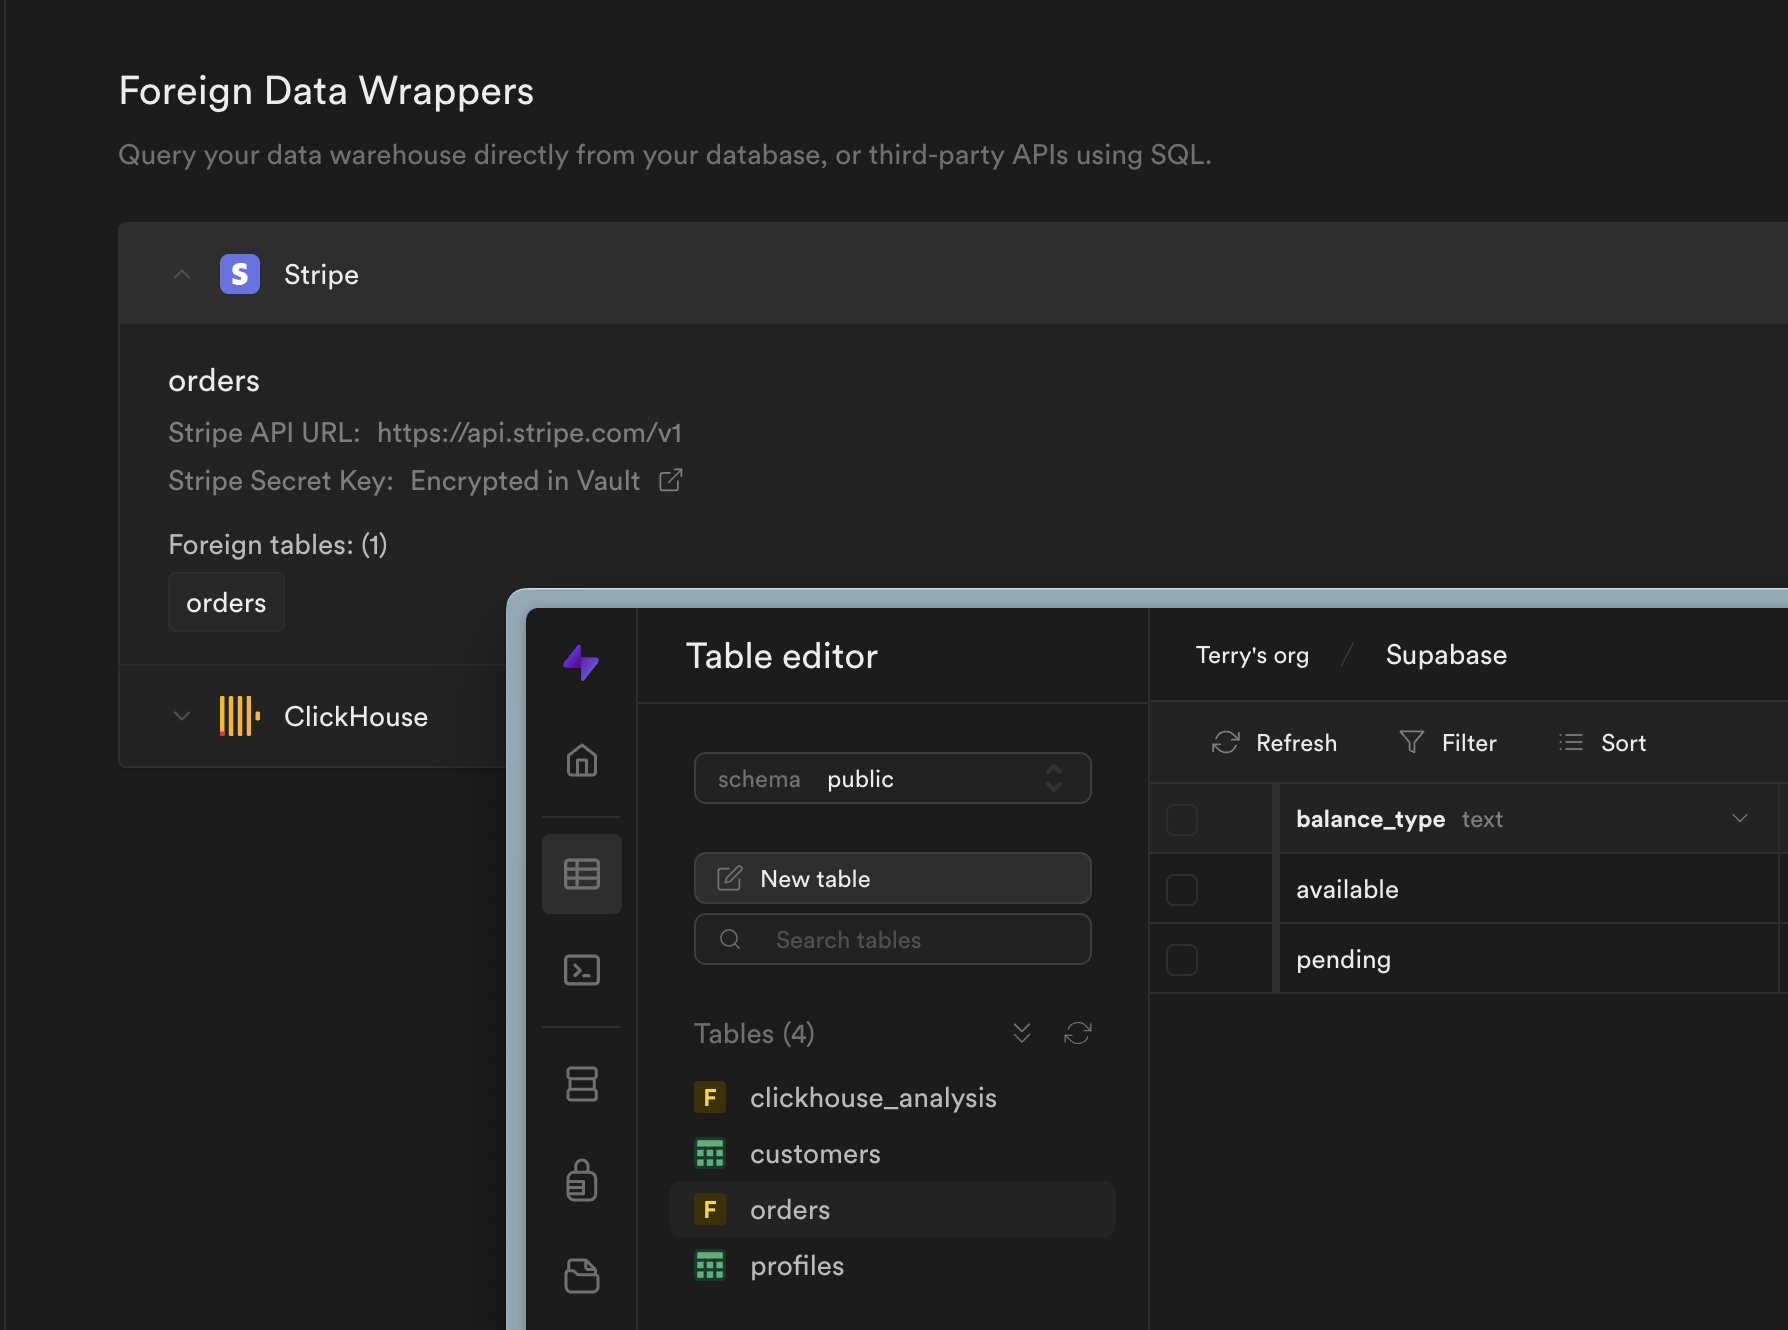 Foreign Data Wrappers
Query your data warehouse directly from your database, or third-party APIs using SQL.
S Stripe
orders
Stripe API URL: https://api.stripe.com/v1
Stripe Secret Key: Encrypted in Vault
Foreign tables: (1)
orders
ClickHouse
Table editor
schema public
New table
Search tables
Tables (4)
F clickhouse_analysis
customers
F orders
profiles
Terry's org / Supabase
Refresh Filter Sort
balance_type text
available
pending